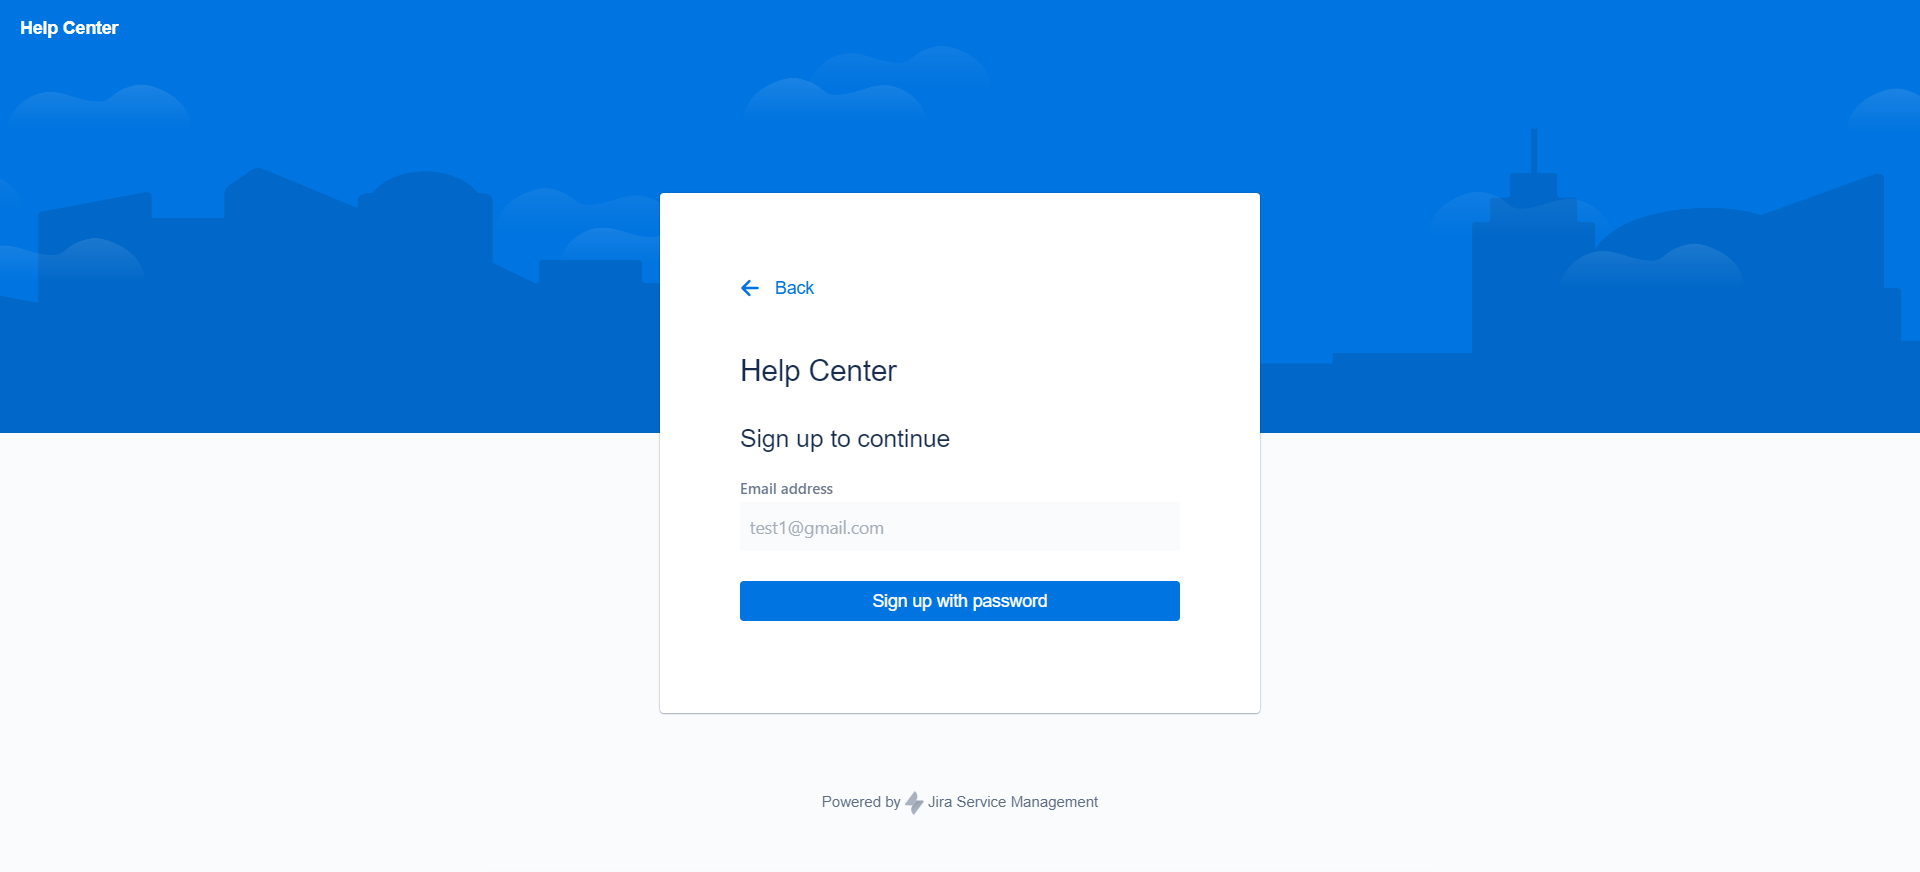 Help Center
Back
Help Center
Sign up to continue
Email address
test1@gmail.com
Sign up with password
Powered by Jira Service Management